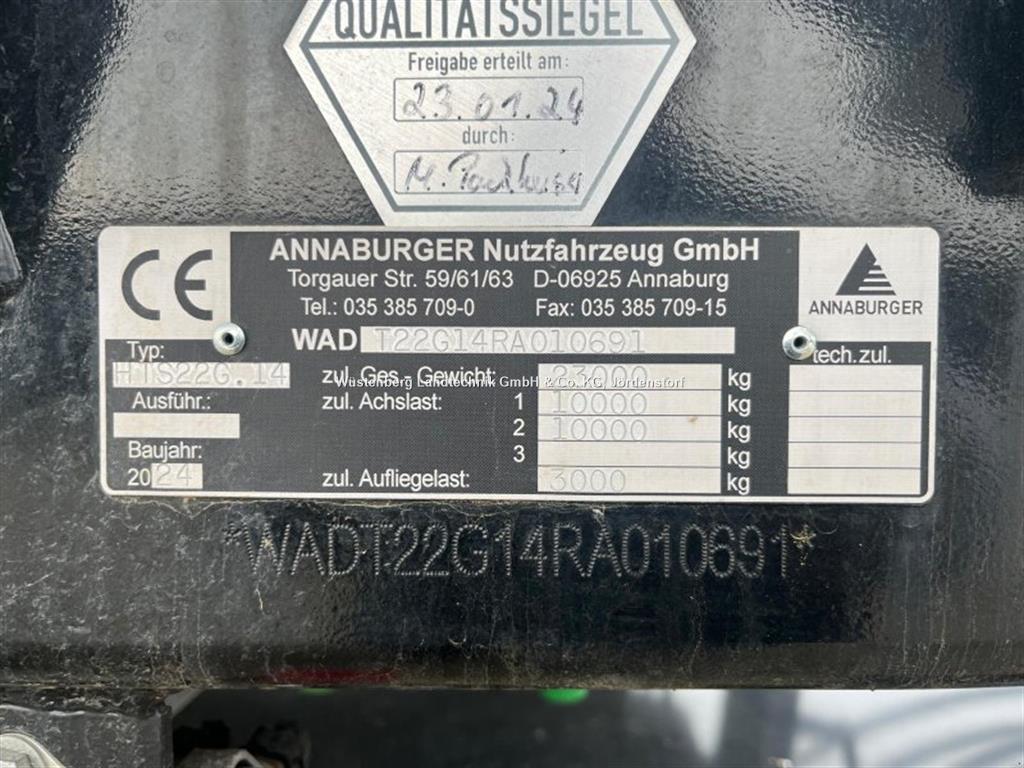 QUALITÄTSSIEGEL
Freigabe erteilt am:
23.01.24
durch:
M.
CE
ANNABURGER Nutzfahrzeug GmbH
Torgauer Str. 59/61/63 D-06925 Annaburg
Tel.: 035 385 709-0 Fax: 035 385 709-15
ANNABURGER
WAD T22G14RA010691
Typ:
HTS22G.14
tech.zul.
zul. Ges.- Gewicht: 23000 kg
Wüstenberg Landtechnik GmbH & Co. KG, Jördenstorf
Ausführ.:
zul. Achslast: 1 10000 kg
2 10000 kg
3 kg
Baujahr:
2024
zul. Aufliegelast: 3000 kg
*WADT22G14RA010691*